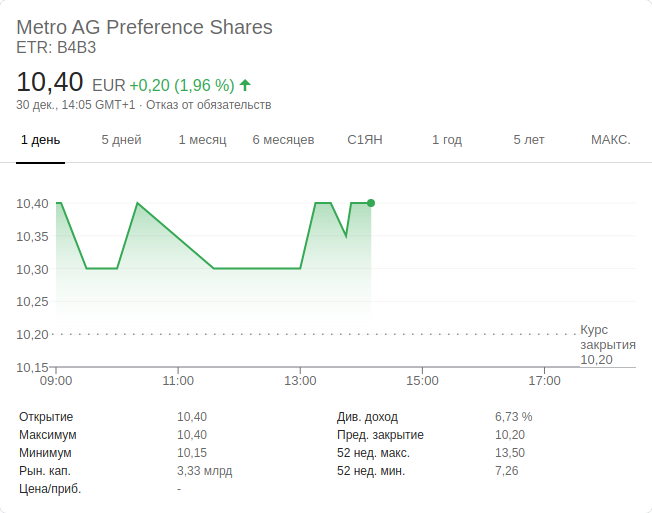 Metro AG Preference Shares
ETR: B4B3
10,40 EUR +0,20 (1,96 %)
30 дек., 14:05 GMT+1 · Отказ от обязательств
1 день 5 дней 1 месяц 6 месяцев С1ЯН 1 год 5 лет МАКС.
10,40
10,35
10,30
10,25
10,20
10,15
Курс
закрытия
10,20
09:00 11:00 13:00 15:00 17:00
Открытие 10,40 Див. доход 6,73 %
Максимум 10,40 Пред. закрытие 10,20
Минимум 10,15 52 нед. макс. 13,50
Рын. кап. 3,33 млрд 52 нед. мин. 7,26
Цена/приб. -